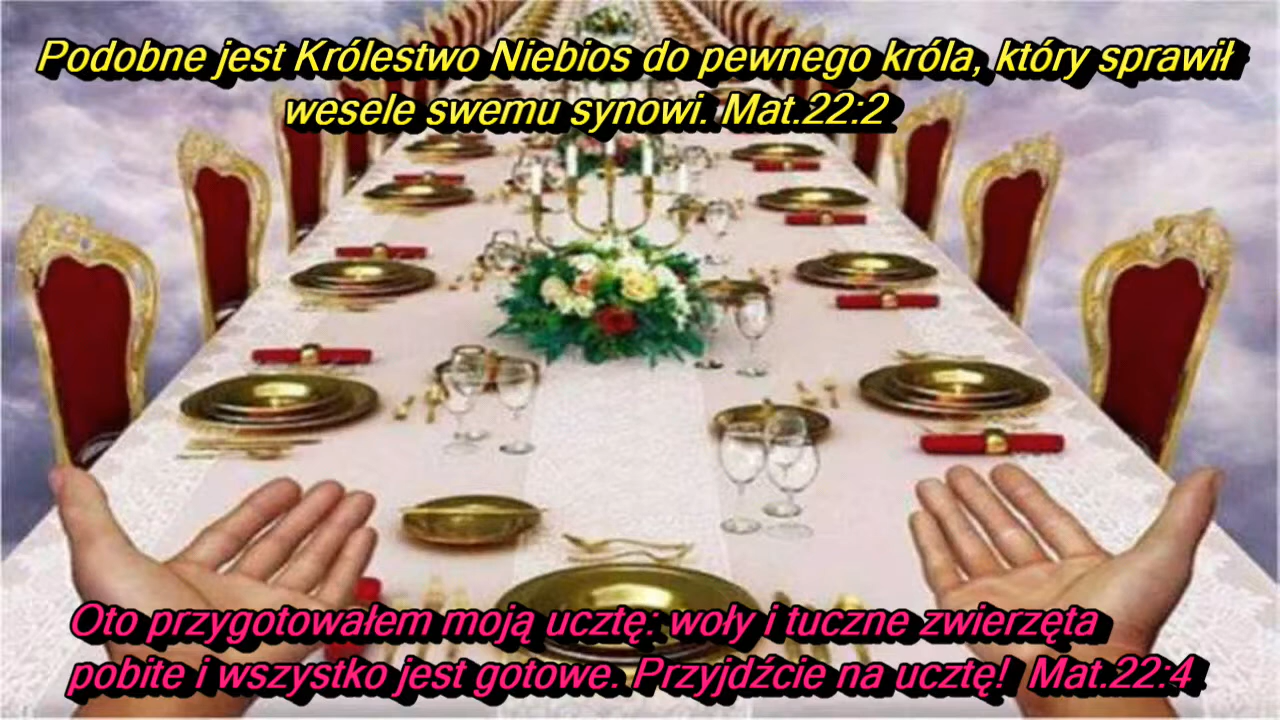 Podobne jest Królestwo Niebios do pewnego króla, który sprawił
wesele swemu synowi. Mat.22:2
Oto przygotowałem moją ucztę: woły i tuczne zwierzęta
pobite i wszystko jest gotowe. Przyjdźcie na ucztę! Mat.22:4